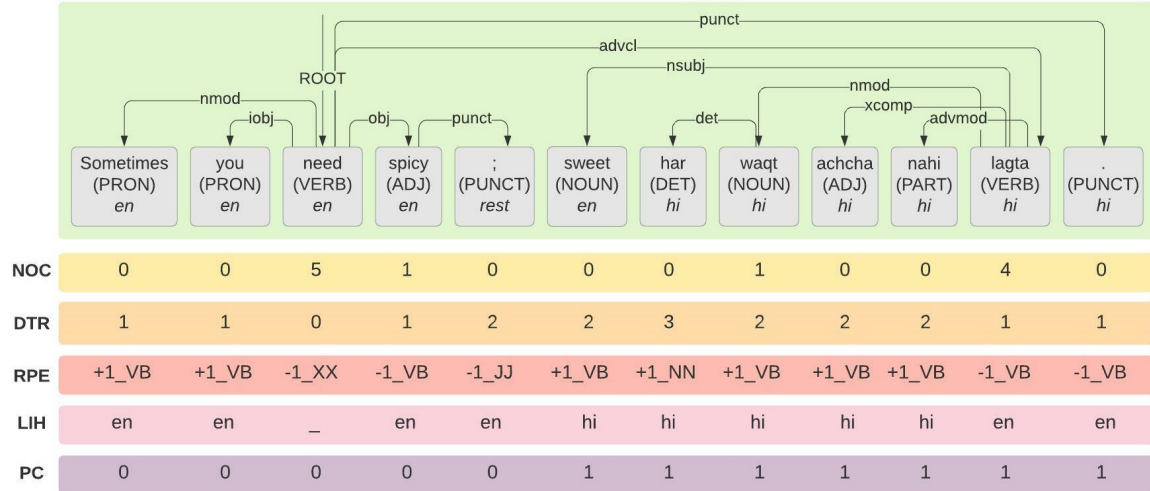 punct
advcl
nsubj
ROOT
nmod nmod
xcomp
iobj obj punct det advmod
Sometimes you need spicy ; sweet har waqt achcha nahi lagta .
(PRON) (PRON) (VERB) (ADJ) (PUNCT) (NOUN) (DET) (NOUN) (ADJ) (PART) (VERB) (PUNCT)
en en en en rest en hi hi hi hi hi hi
NOC 0 0 5 1 0 0 0 1 0 0 4 0
DTR 1 1 0 1 2 2 3 2 2 2 1 1
RPE +1_VB +1_VB -1_XX -1_VB -1_JJ +1_VB +1_NN +1_VB +1_VB +1_VB -1_VB -1_VB
LIH en en _ en en hi hi hi hi hi en en
PC 0 0 0 0 0 1 1 1 1 1 1 1